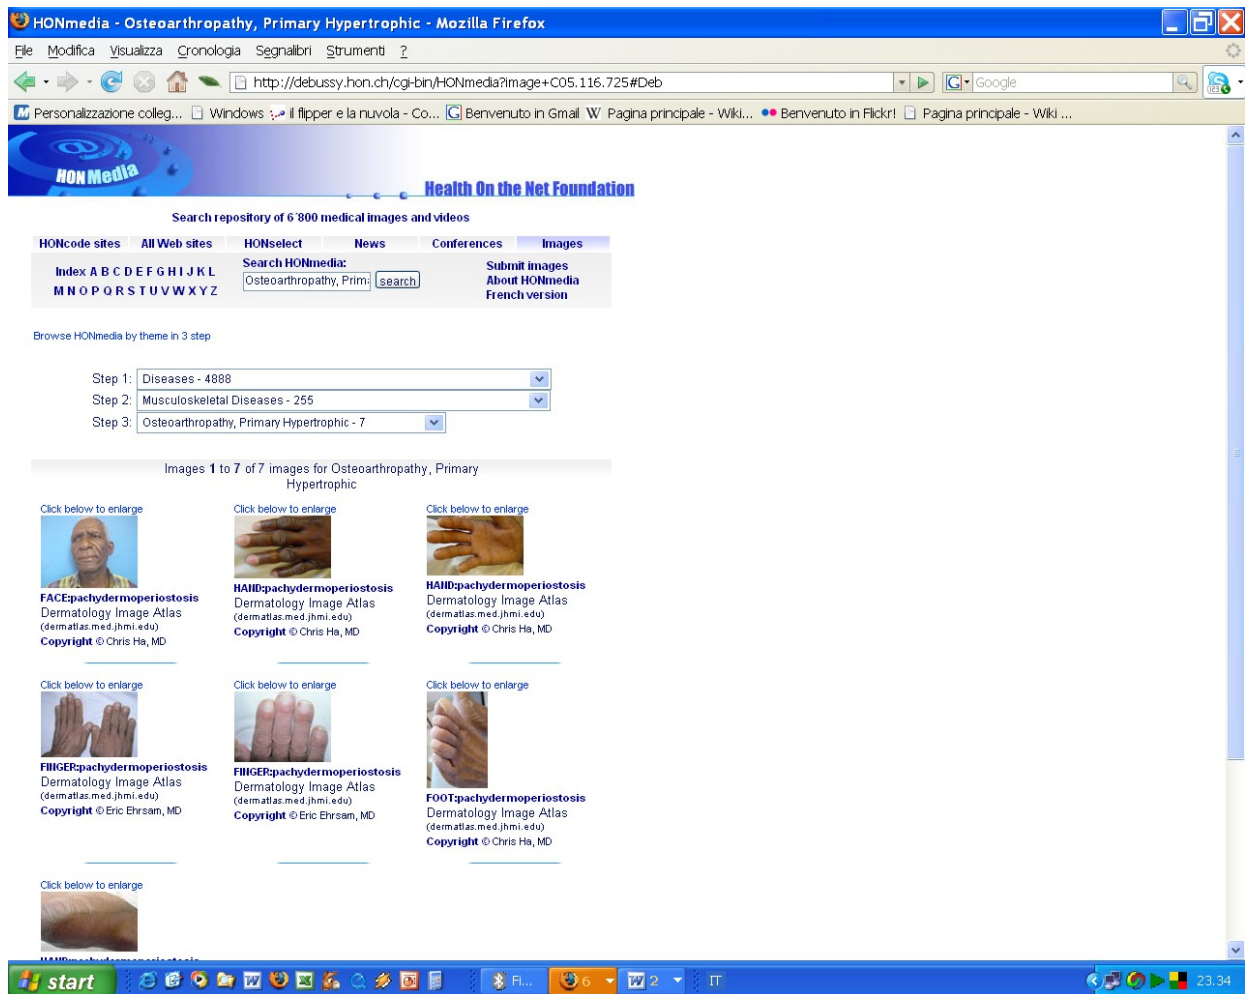 HONmedia - Osteoarthropathy, Primary Hypertrophic - Mozilla Firefox
File Modifica Visualizza Cronologia Segnalibri Strumenti ?
http://debussy.hon.ch/cgi-bin/HONmedia?image+C05.116.725#Deb
G Google
Personalizzazione colleg... Windows il flipper e la nuvola - Co... Benvenuto in Gmail W Pagina principale - Wiki... Benvenuto in Flickr! Pagina principale - Wiki ...
HON Media
Health On the Net Foundation
Search repository of 6'800 medical images and videos
HONcode sites All Web sites HONselect News Conferences Images
Index A B C D E F G H I J K L
M N O P Q R S T U V W X Y Z
Search HONmedia:
Osteoarthropathy, Prim search
Submit images
About HONmedia
French version
Browse HONmedia by theme in 3 step
Step 1: Diseases - 4888
Step 2: Musculoskeletal Diseases - 255
Step 3: Osteoarthropathy, Primary Hypertrophic - 7
Images 1 to 7 of 7 images for Osteoarthropathy, Primary
Hypertrophic
Click below to enlarge
FACE:pachydermoperiostosis
Dermatology Image Atlas
(dermatlas.med.jhmi.edu)
Copyright © Chris Ha, MD
Click below to enlarge
HAND:pachydermoperiostosis
Dermatology Image Atlas
(dermatlas.med.jhmi.edu)
Copyright © Chris Ha, MD
Click below to enlarge
HAND:pachydermoperiostosis
Dermatology Image Atlas
(dermatlas.med.jhmi.edu)
Copyright © Chris Ha, MD
Click below to enlarge
FINGER:pachydermoperiostosis
Dermatology Image Atlas
(dermatlas.med.jhmi.edu)
Copyright © Eric Ehrsam, MD
Click below to enlarge
FINGER:pachydermoperiostosis
Dermatology Image Atlas
(dermatlas.med.jhmi.edu)
Copyright © Eric Ehrsam, MD
Click below to enlarge
FOOT:pachydermoperiostosis
Dermatology Image Atlas
(dermatlas.med.jhmi.edu)
Copyright © Chris Ha, MD
Click below to enlarge
start Fi... 6 2 IT 23.34